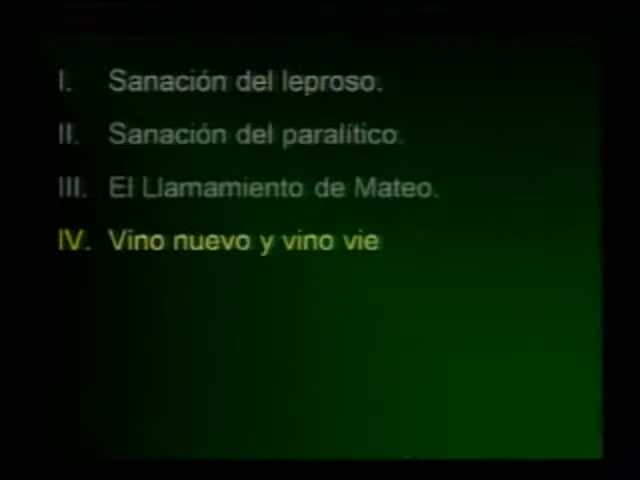 I. Sanación del leproso.
II. Sanación del paralítico.
III. El Llamamiento de Mateo.
IV. Vino nuevo y vino vie